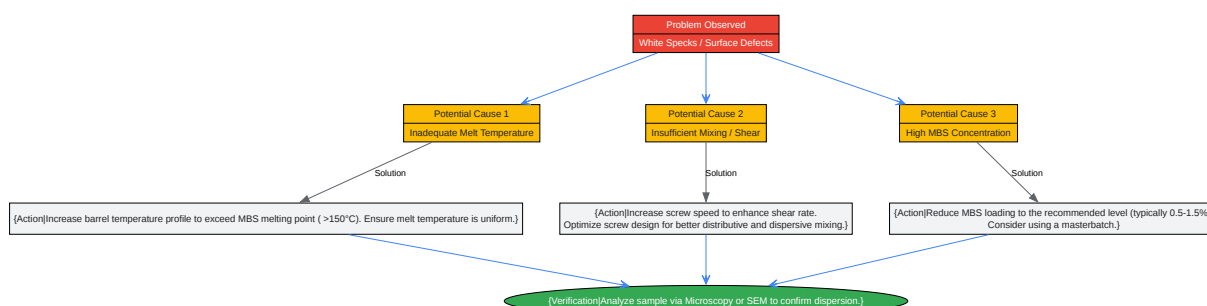 Problem Observed
White Specks / Surface Defects
Potential Cause 1
Inadequate Melt Temperature
Potential Cause 2
Insufficient Mixing / Shear
Potential Cause 3
High MBS Concentration
Solution
Solution
Solution
{Action|Increase barrel temperature profile to exceed MBS melting point ( >150°C). Ensure melt temperature is uniform.}
{Action|Increase screw speed to enhance shear rate.
Optimize screw design for better distributive and dispersive mixing.}
{Action|Reduce MBS loading to the recommended level (typically 0.5-1.5%
Consider using a masterbatch.}
{Verification|Analyze sample via Microscopy or SEM to confirm dispersion.}